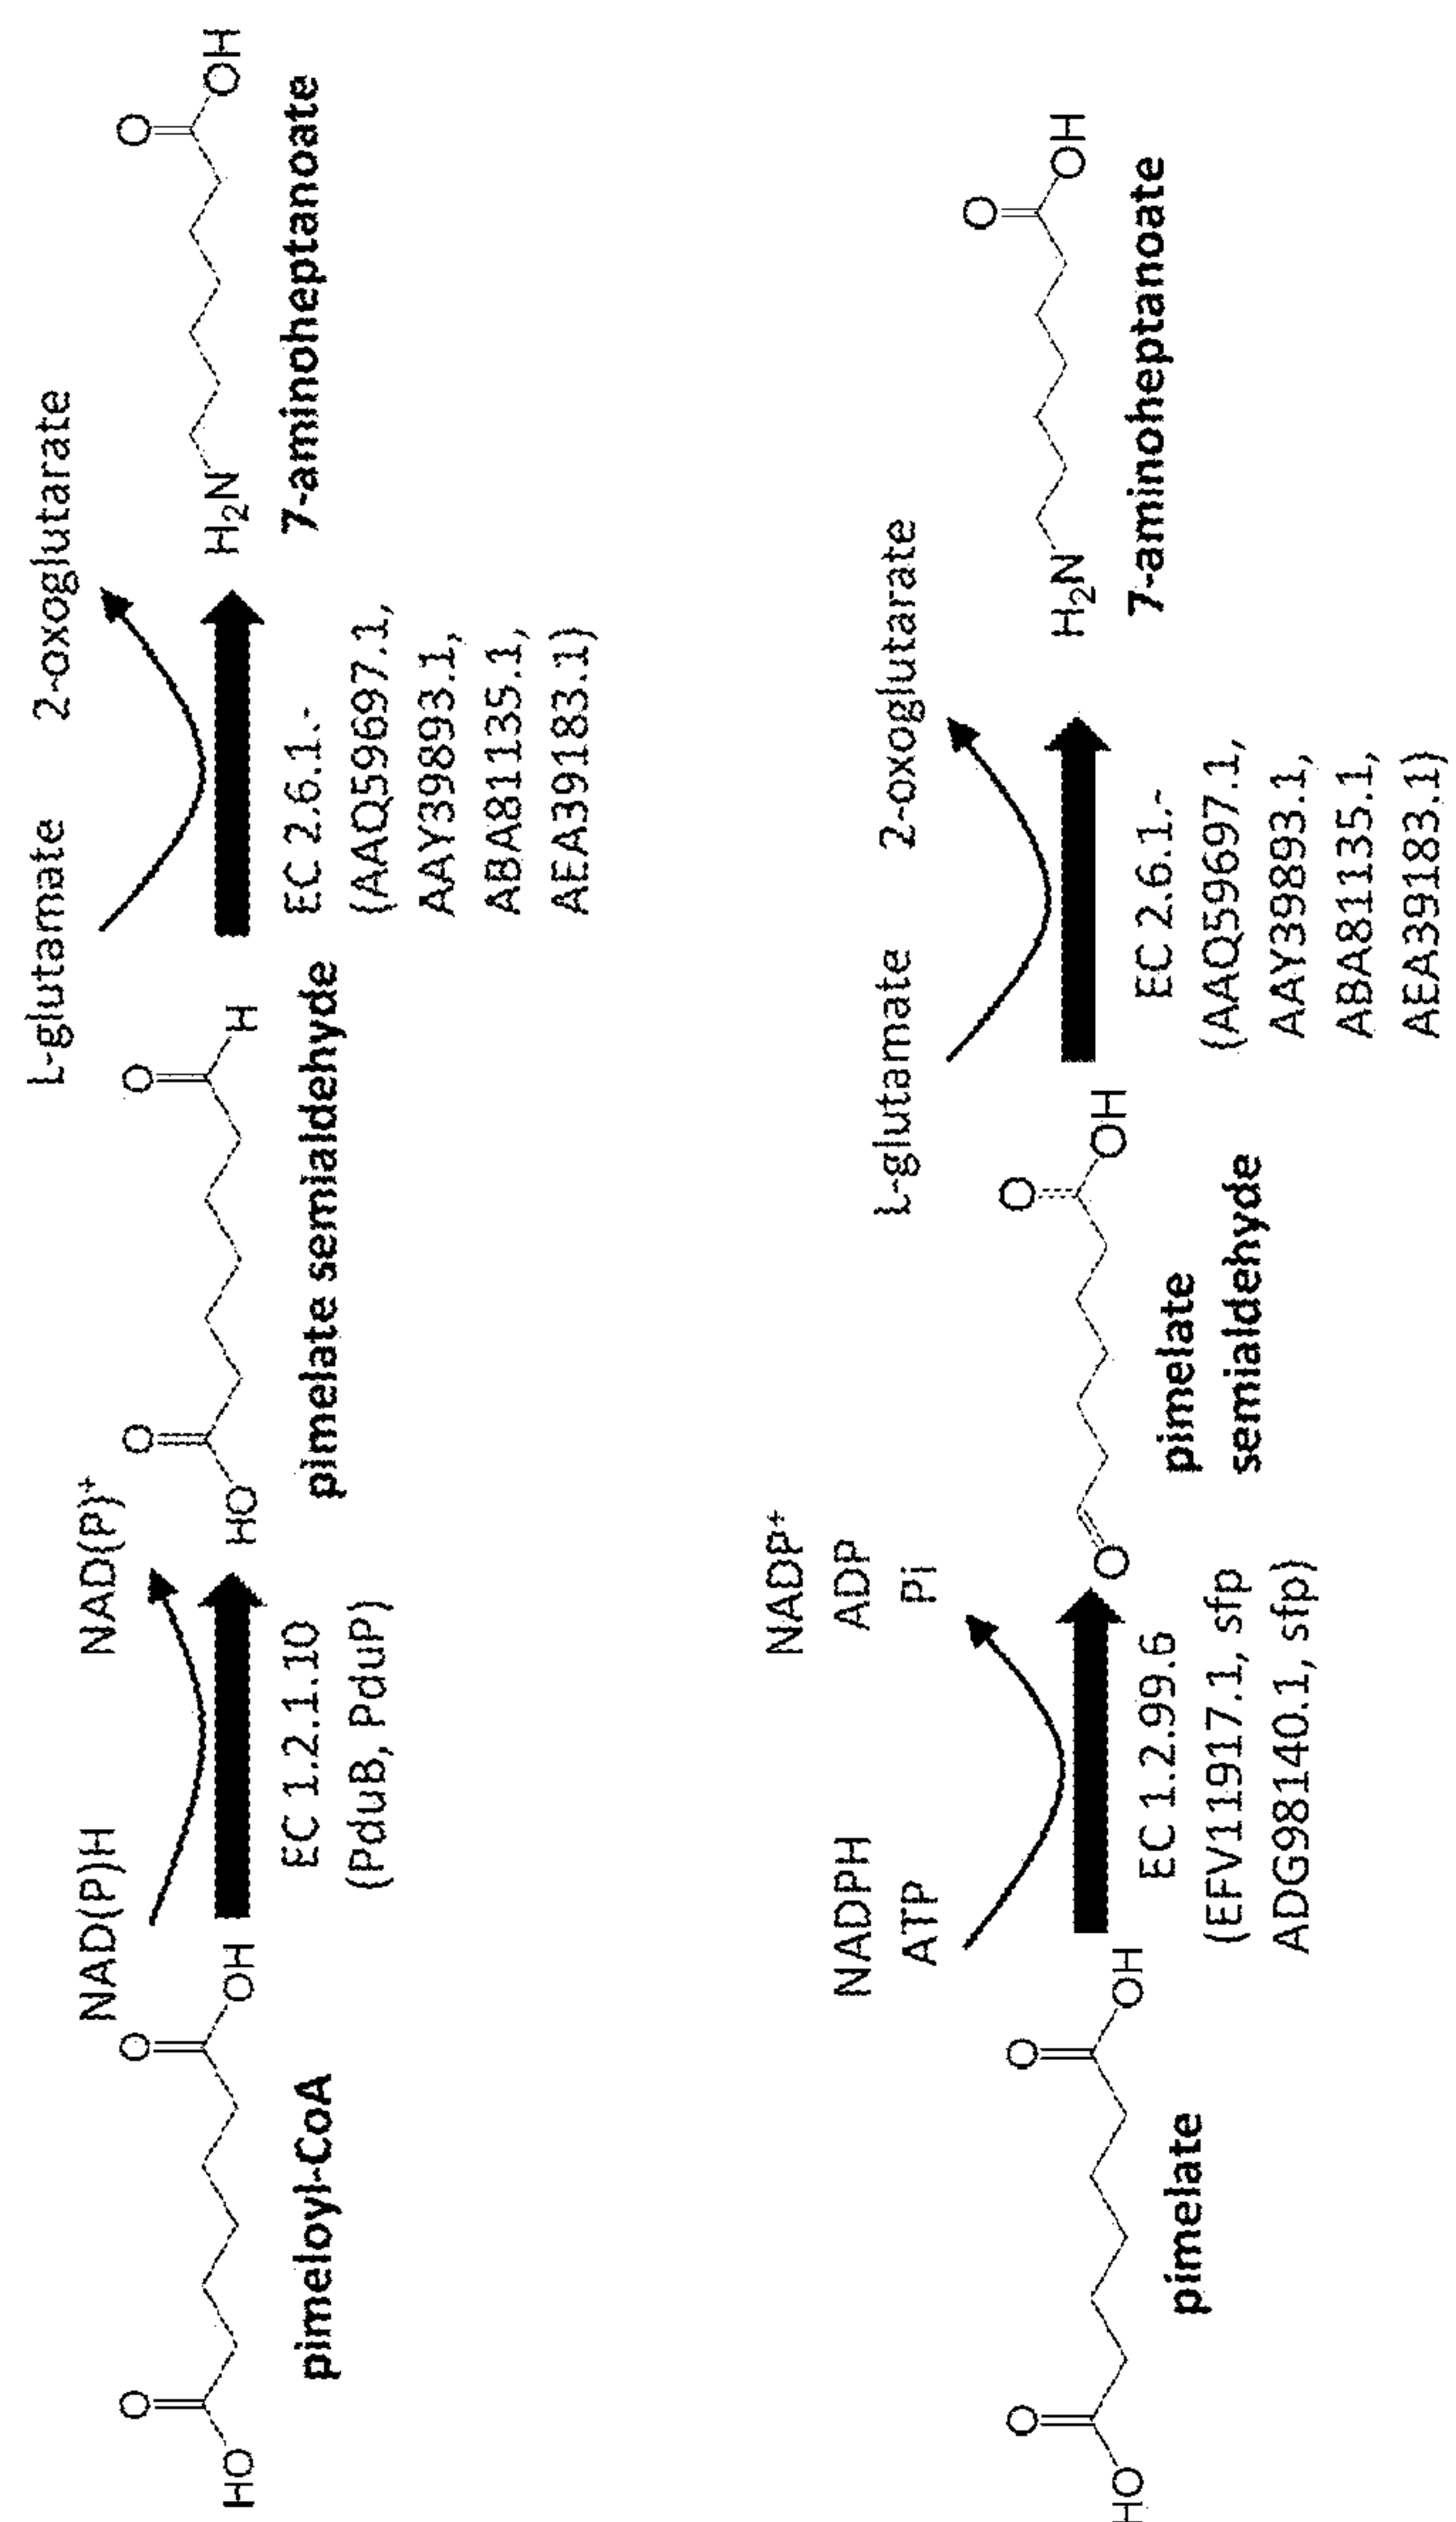 NAD(P)H NAD(P)⁺
L-glutamate 2-oxoglutarate
HO O O OH
HO O O H
H₂N O OH
pimeloyl-CoA
EC 1.2.1.10
(PduB, PduP)
pimelate semialdehyde
EC 2.6.1.-
(AAQ59697.1,
AAY39893.1,
ABA81135.1,
AEA39183.1)
7-aminoheptanoate
NADPH
ATP
NADP⁺
ADP
Pi
L-glutamate 2-oxoglutarate
HO O O OH
O O OH
H₂N O OH
pimelate
EC 1.2.99.6
(EFV11917.1, sfp
ADG98140.1, sfp)
pimelate
semialdehyde
EC 2.6.1.-
(AAQ59697.1,
AAY39893.1,
ABA81135.1,
AEA39183.1)
7-aminoheptanoate